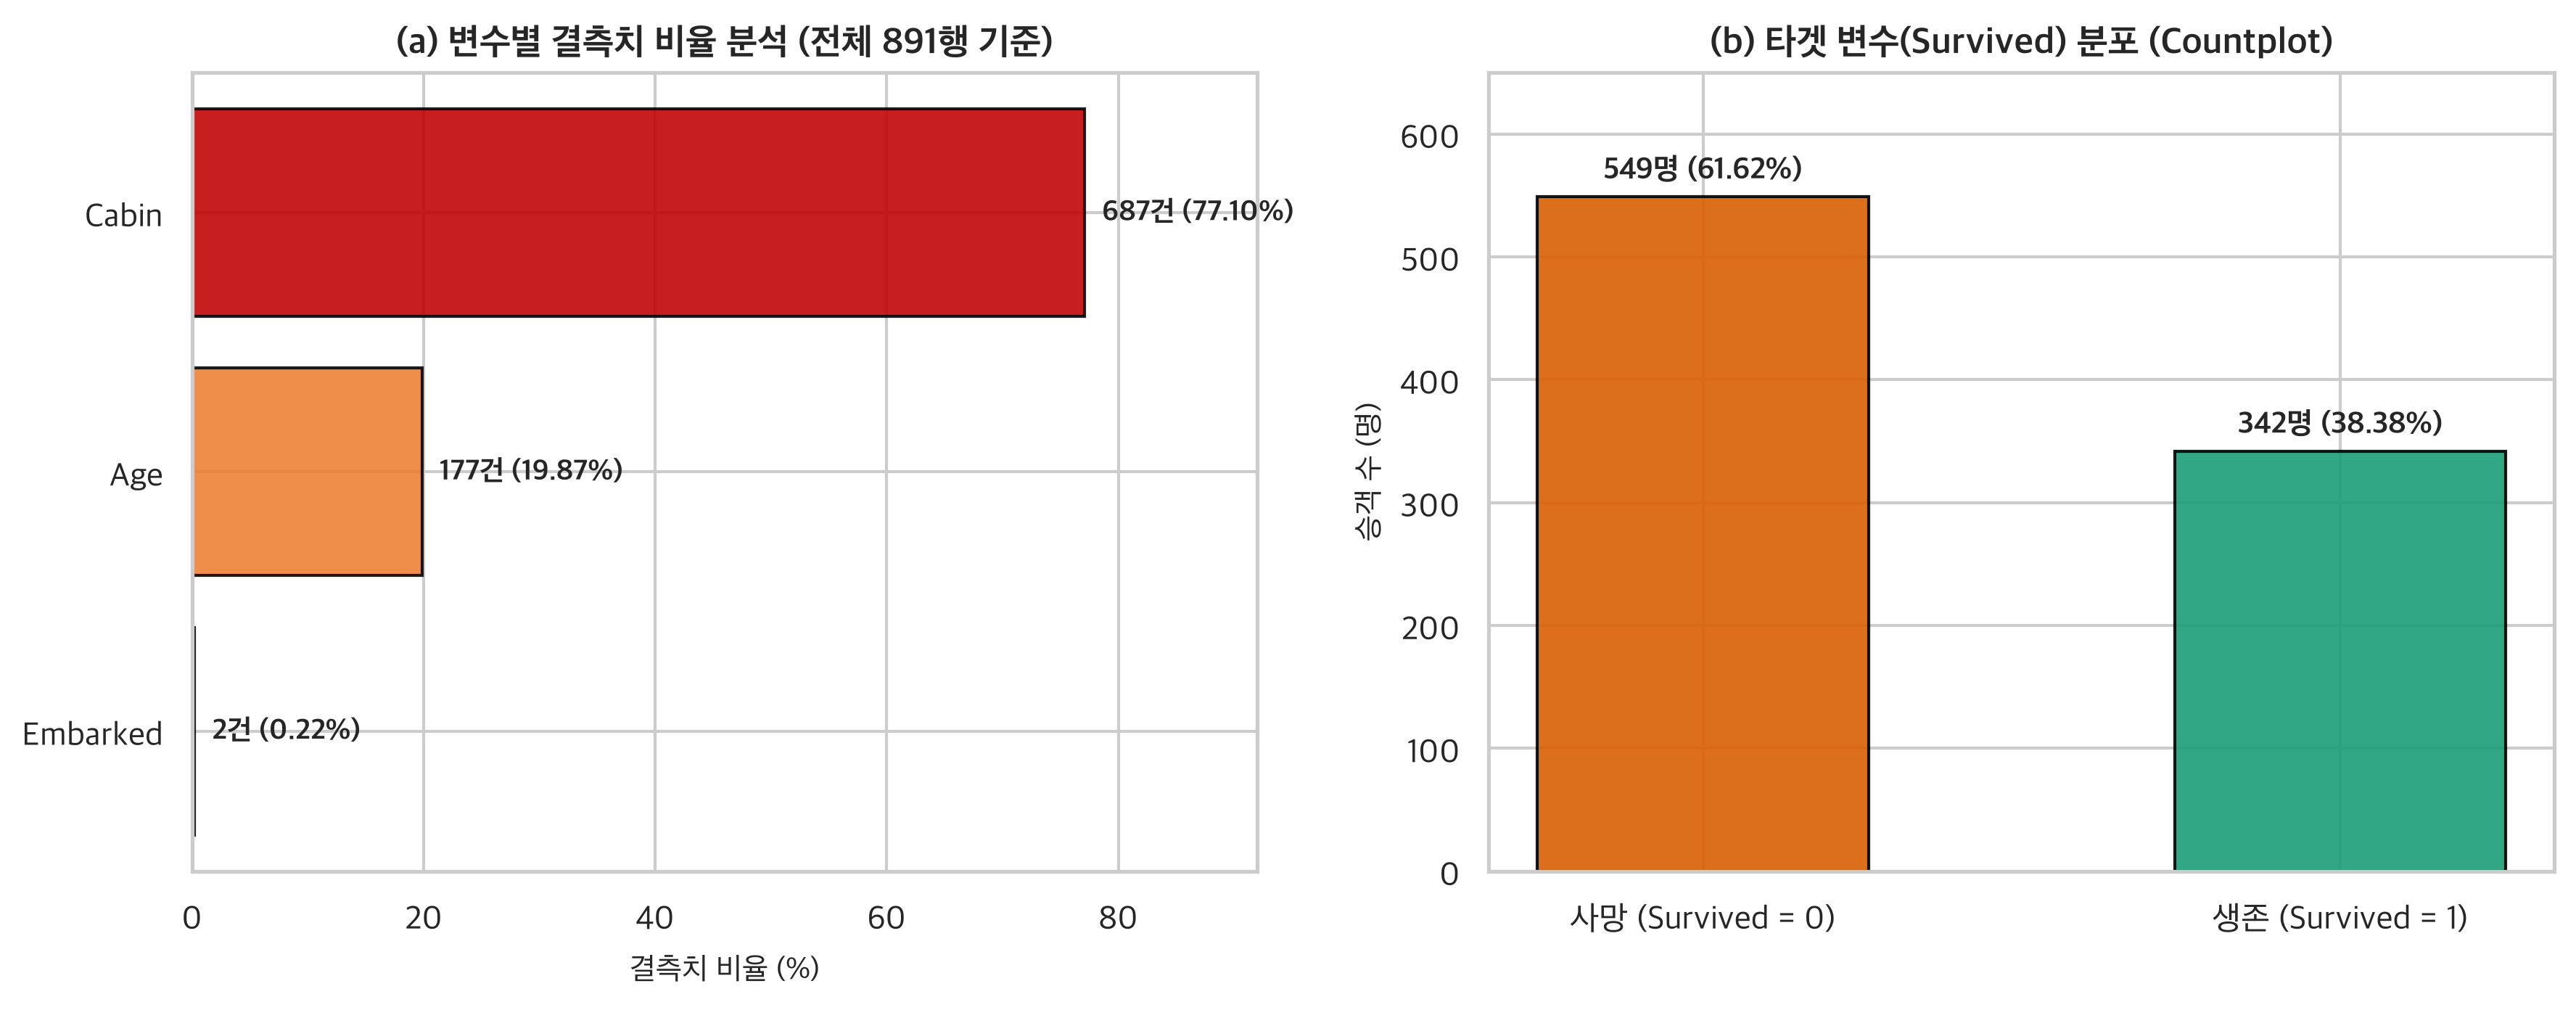 (a) 변수별 결측치 비율 분석 (전체 891행 기준)
Cabin
687건 (77.10%)
Age
177건 (19.87%)
Embarked
2건 (0.22%)
0 20 40 60 80
결측치 비율 (%)
(b) 타겟 변수(Survived) 분포 (Countplot)
승객 수 (명)
600
500
400
300
200
100
0
549명 (61.62%)
342명 (38.38%)
사망 (Survived = 0)
생존 (Survived = 1)